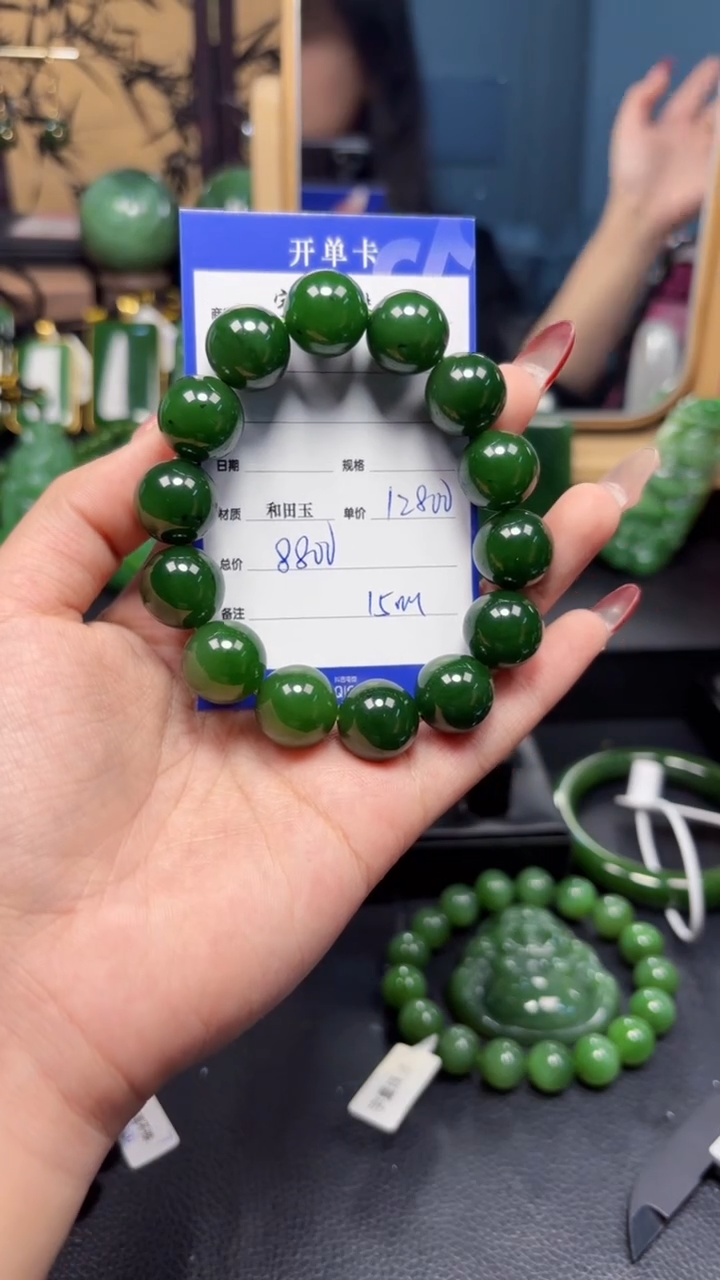 开单卡
日期 规格
材质 和田玉 单价 12800
总价 8800
备注 15m